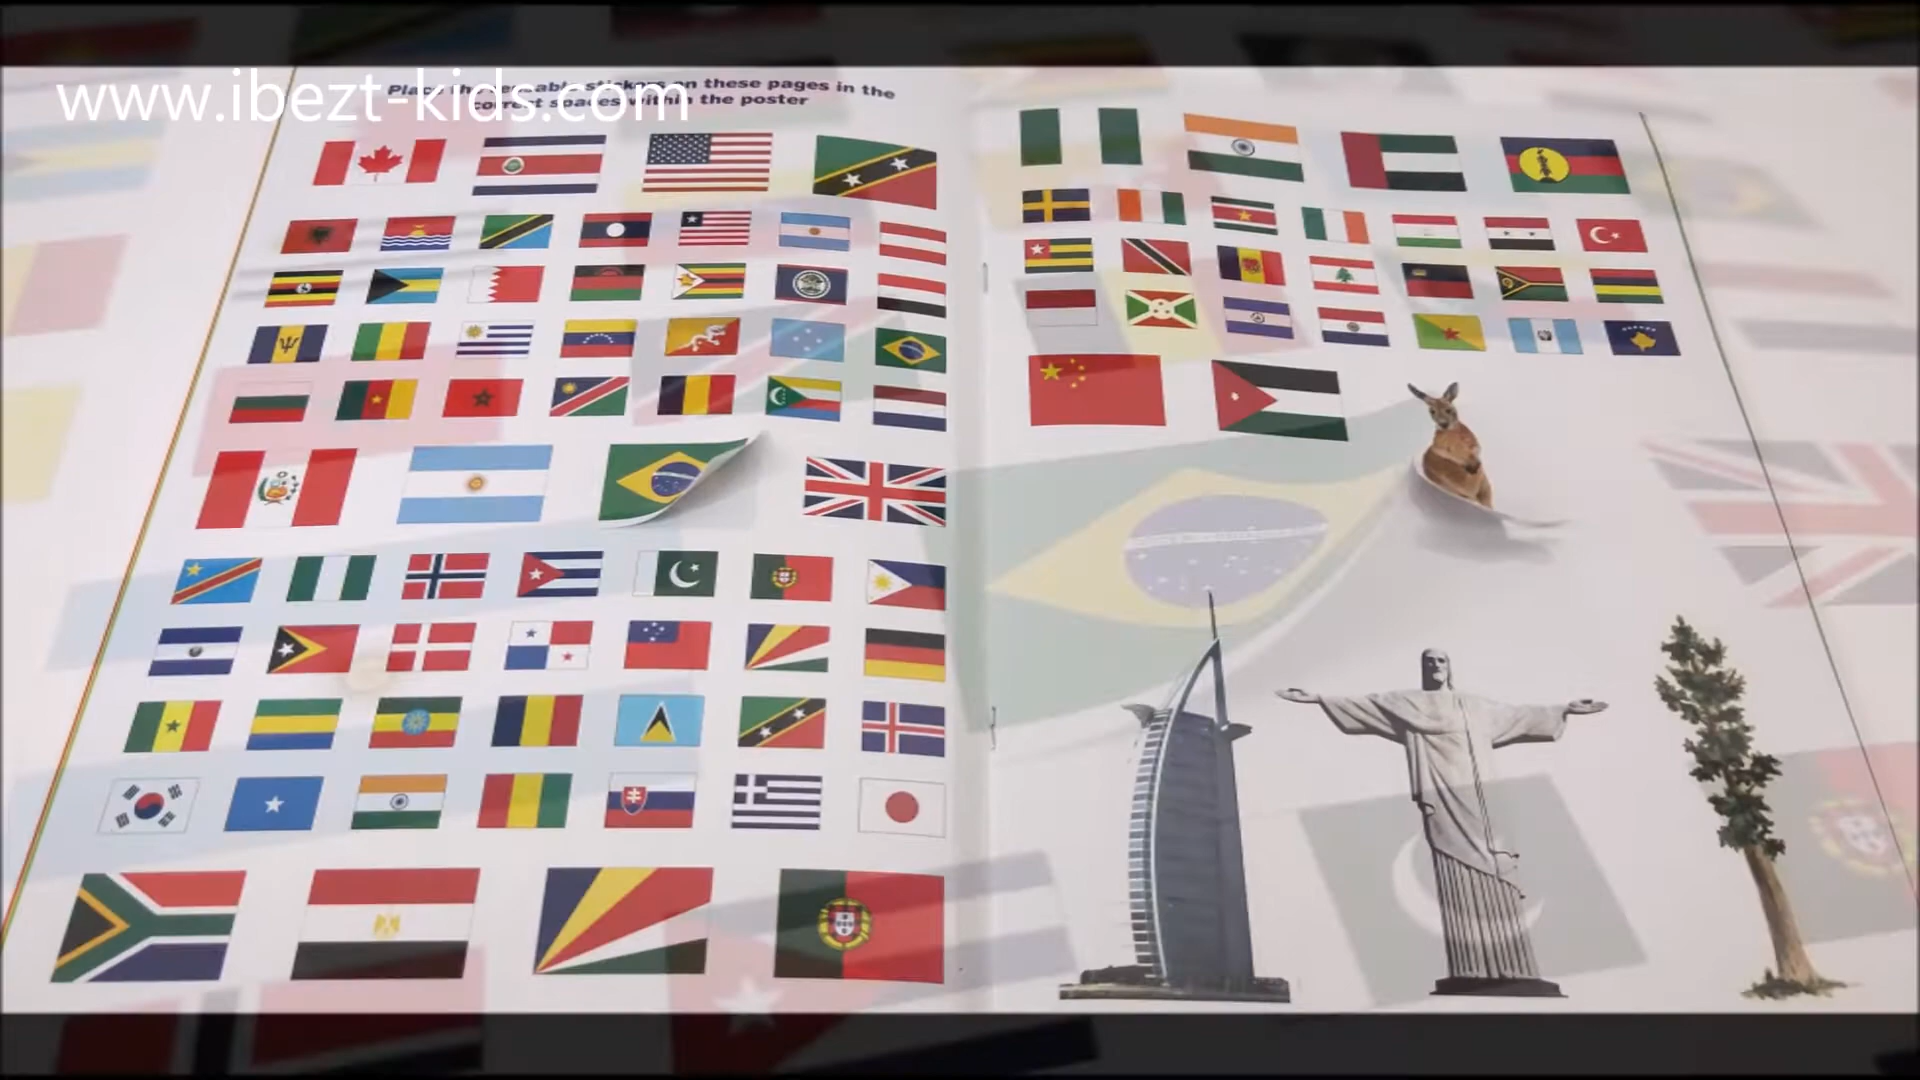 www.ibezt-kids.com
Place the reusable stickers on these pages in the
correct spaces within the poster